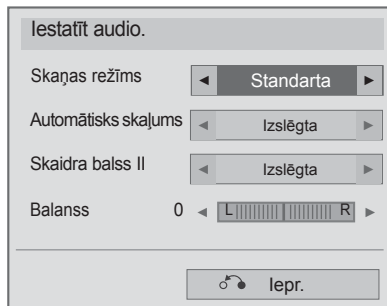 Iestatīt audio.
Skaņas režīms ◄ Standarta ►
Automātisks skaļums ◄ Izslēgta ►
Skaidra balss II ◄ Izslēgta ►
Balanss 0 ◄ L R ►
Iepr.